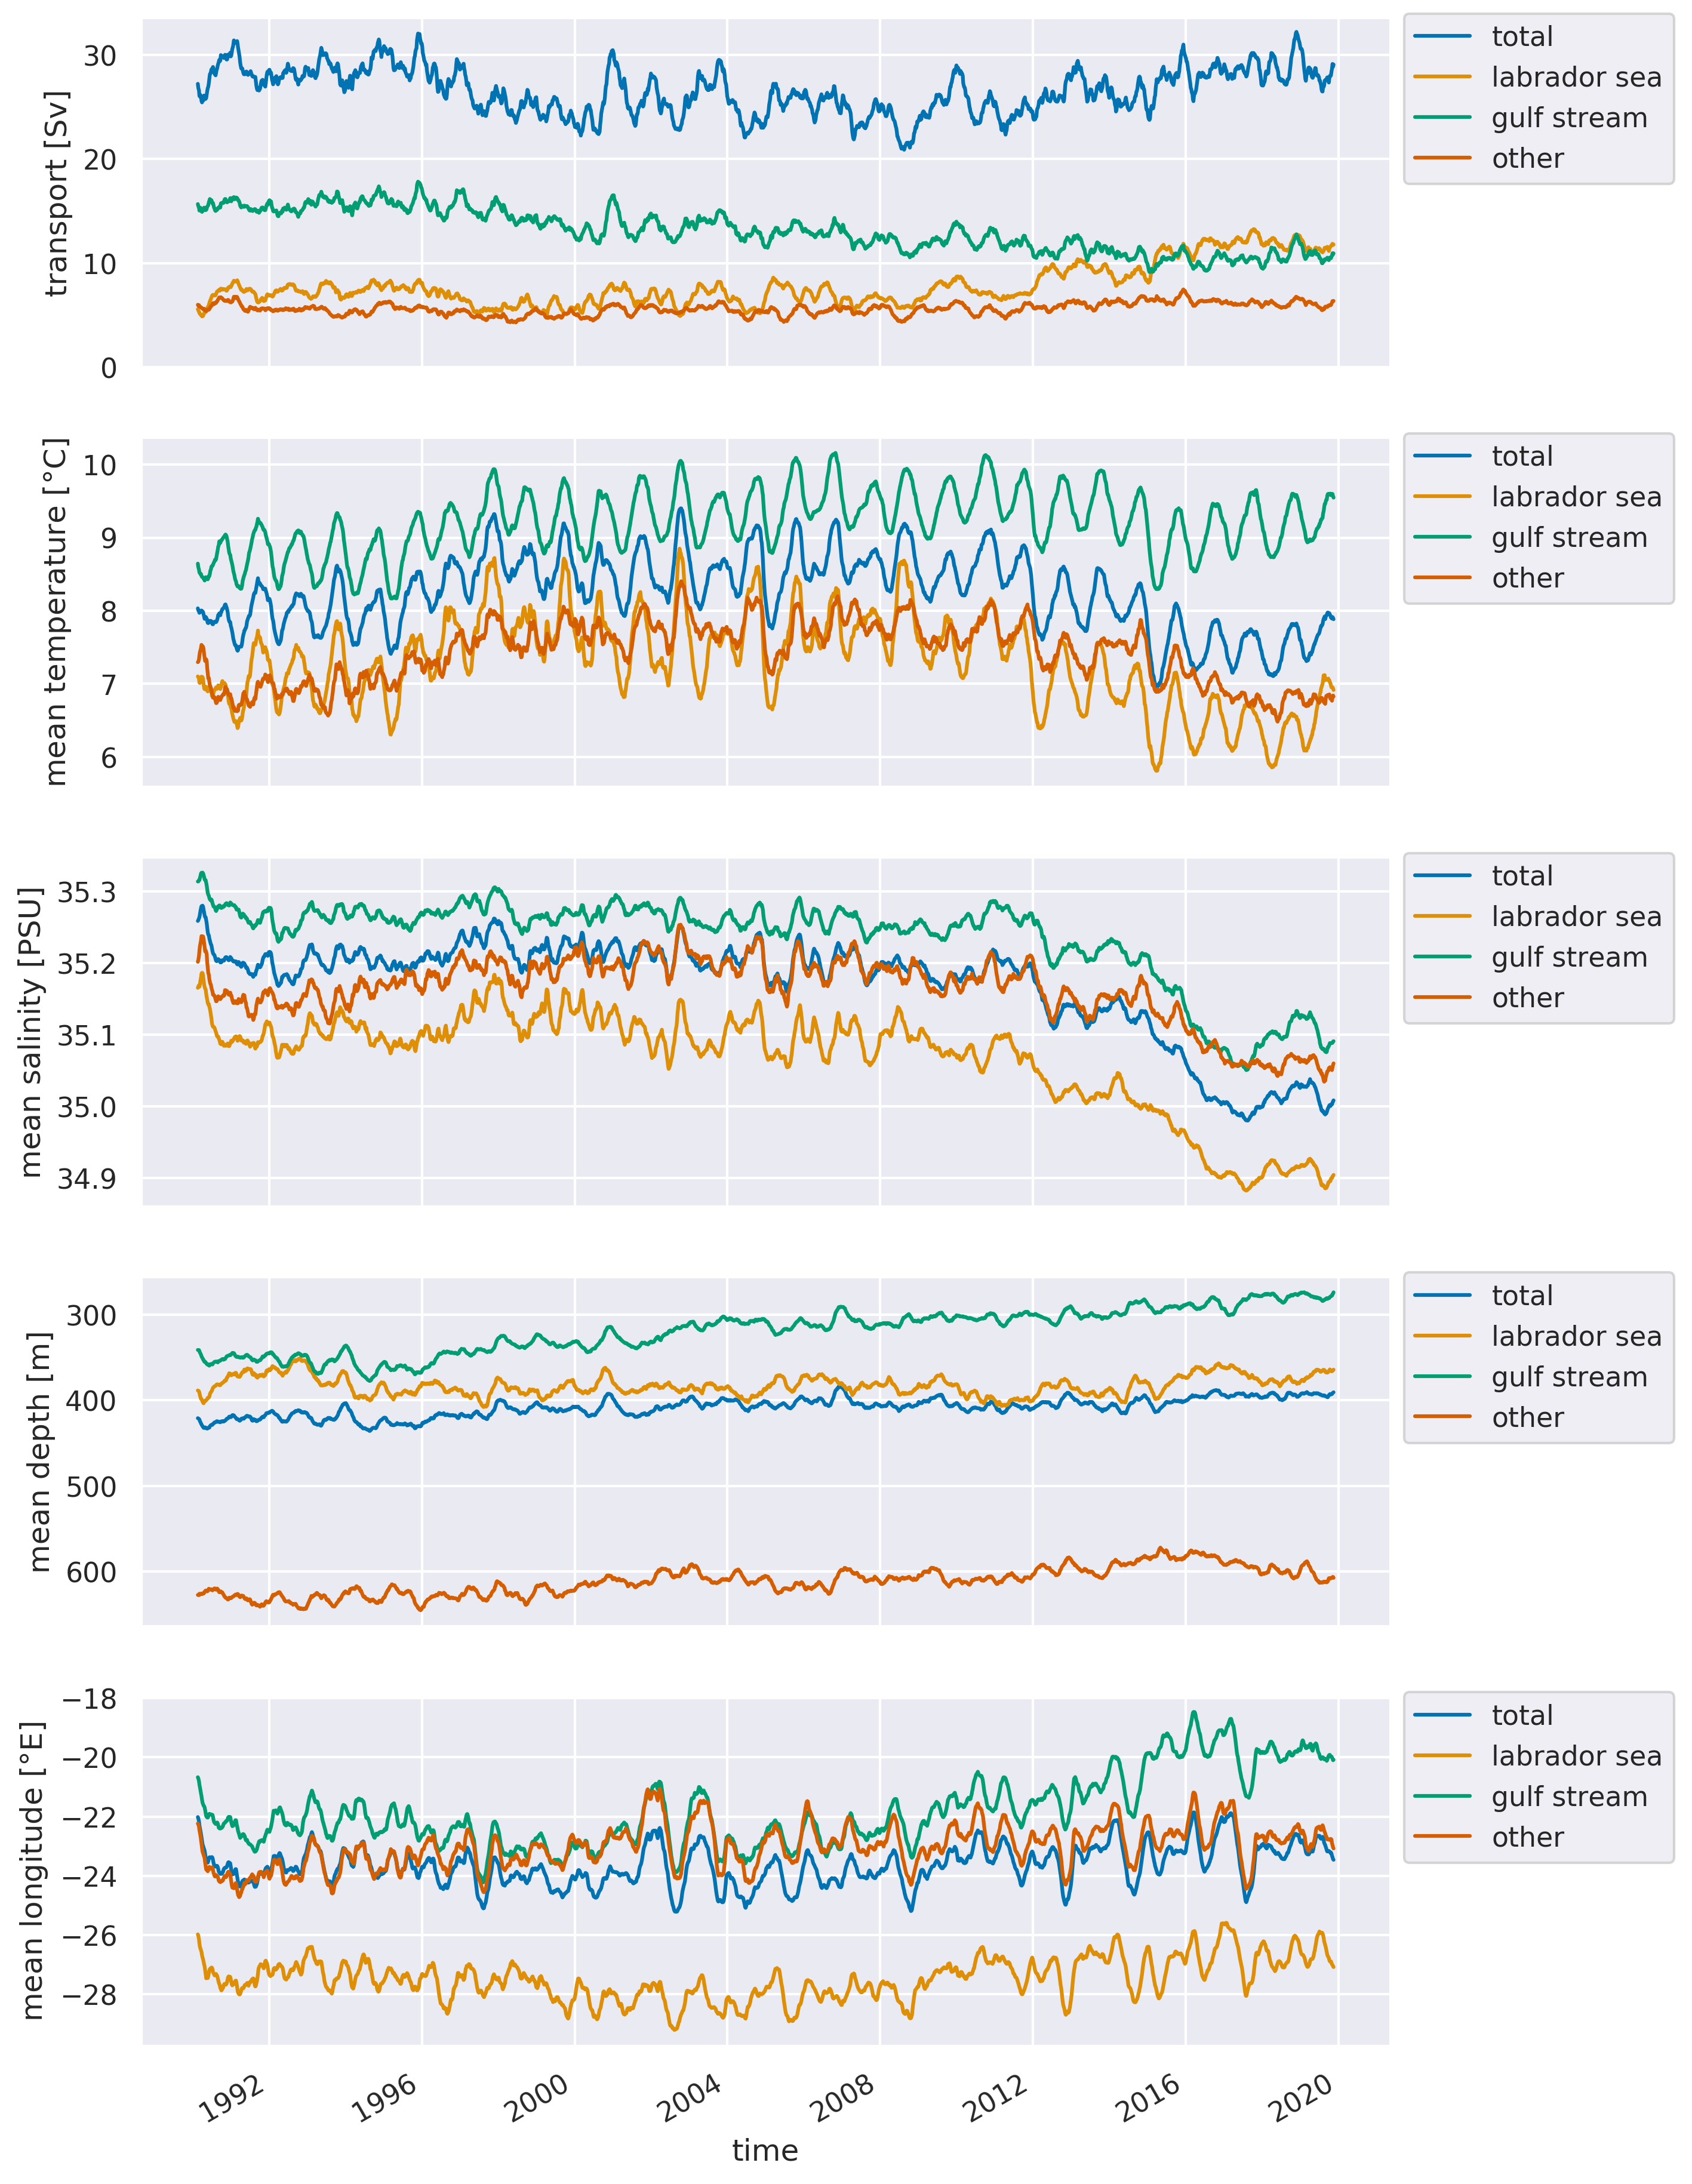 transport [Sv]
30
20
10
0
total
labrador sea
gulf stream
other
mean temperature [°C]
10
9
8
7
6
total
labrador sea
gulf stream
other
mean salinity [PSU]
35.3
35.2
35.1
35.0
34.9
total
labrador sea
gulf stream
other
mean depth [m]
300
400
500
600
total
labrador sea
gulf stream
other
mean longitude [°E]
−18
−20
−22
−24
−26
−28
total
labrador sea
gulf stream
other
1992 1996 2000 2004 2008 2012 2016 2020
time